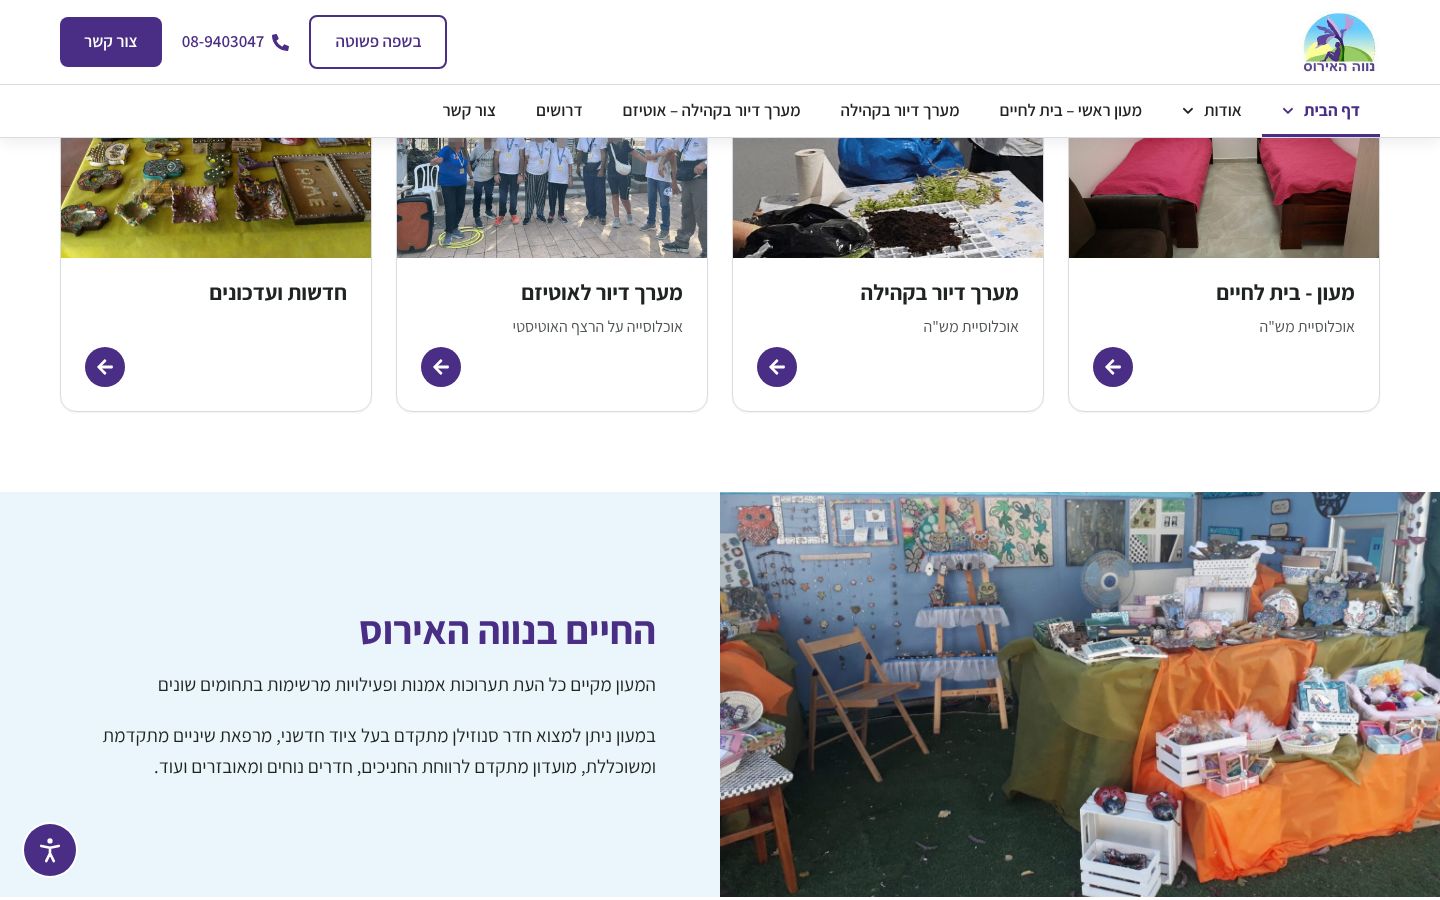 נווה האירוס
בשפה פשוטה
08-9403047
צור קשר
דף הבית
אודות
מעון ראשי – בית לחיים
מערך דיור בקהילה
מערך דיור בקהילה – אוטיזם
דרושים
צור קשר
HOME
מעון - בית לחיים
אוכלוסיית מש"ה
מערך דיור בקהילה
אוכלוסיית מש"ה
מערך דיור לאוטיזם
אוכלוסייה על הרצף האוטיסטי
חדשות ועדכונים
החיים בנווה האירוס
המעון מקיים כל העת תערוכות אמנות ופעילויות מרשימות בתחומים שונים
במעון ניתן למצוא חדר סנוזילן מתקדם בעל ציוד חדשני, מרפאת שיניים מתקדמת
ומשוכללת, מועדון מתקדם לרווחת החניכים, חדרים נוחים ומאובזרים ועוד.